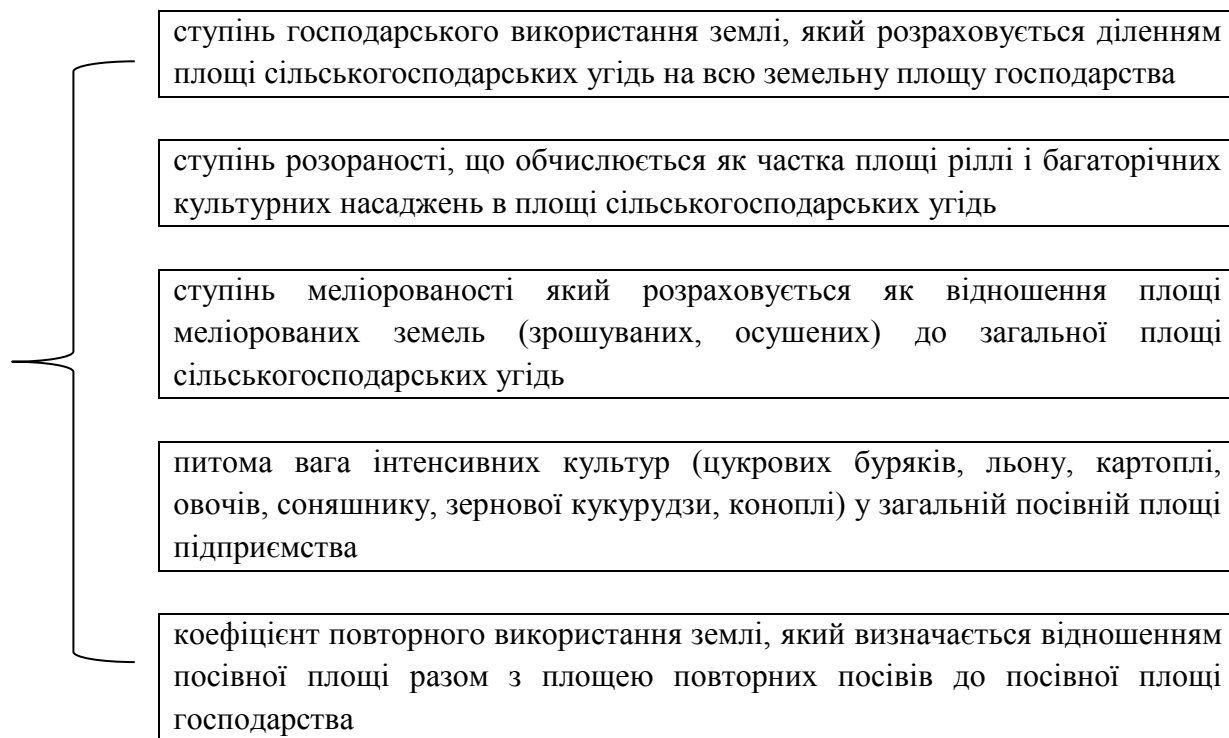 ступінь господарського використання землі, який розраховується діленням
площі сільськогосподарських угідь на всю земельну площу господарства
ступінь розораності, що обчислюється як частка площі ріллі і багаторічних
культурних насаджень в площі сільськогосподарських угідь
ступінь меліорованості який розраховується як відношення площі
меліорованих земель (зрошуваних, осушених) до загальної площі
сільськогосподарських угідь
питома вага інтенсивних культур (цукрових буряків, льону, картоплі,
овочів, соняшнику, зернової кукурудзи, коноплі) у загальній посівній площі
підприємства
коефіцієнт повторного використання землі, який визначається відношенням
посівної площі разом з площею повторних посівів до посівної площі
господарства